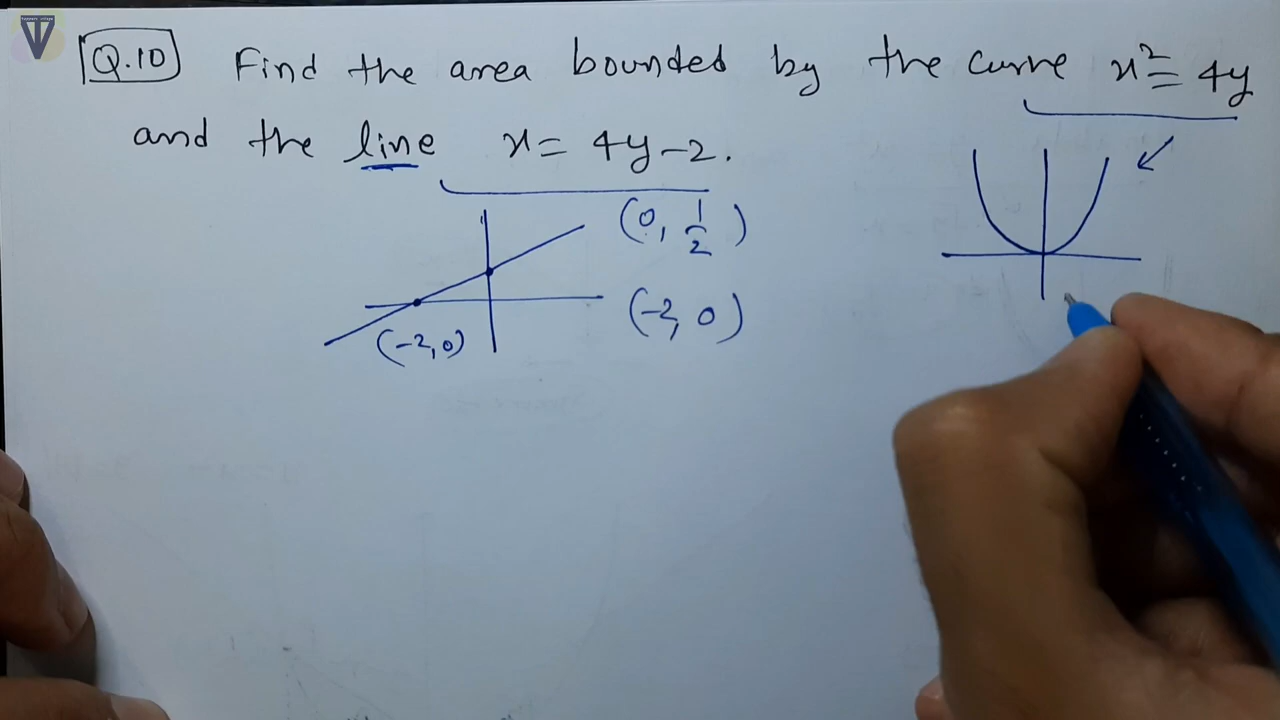 Q.10 Find the area bounded by the curve x² = 4y
and the line x = 4y - 2.
(0, 1/2)
(-2, 0)
(-2, 0)